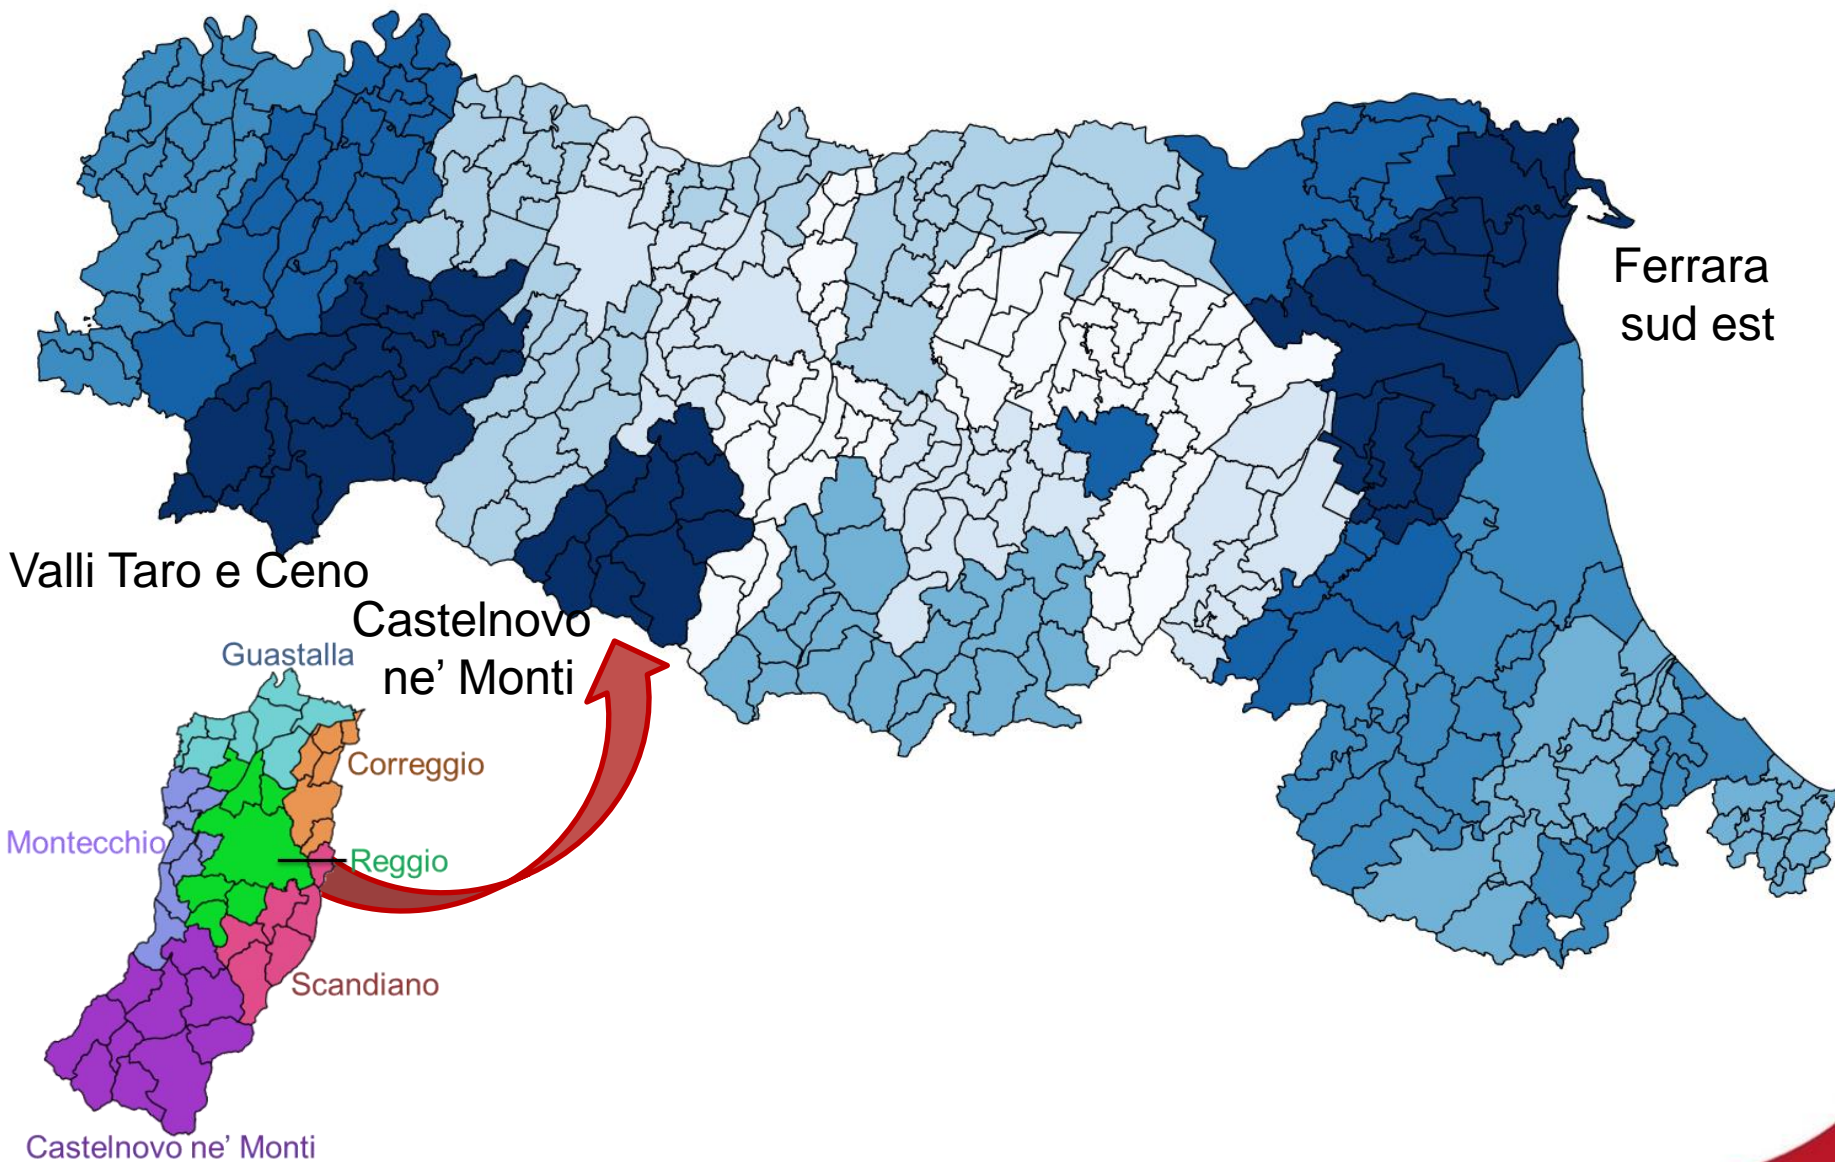 Ferrara
sud est
Valli Taro e Ceno
Castelnovo
ne’ Monti
Guastalla
Correggio
Montecchio
Reggio
Scandiano
Castelnovo ne’ Monti